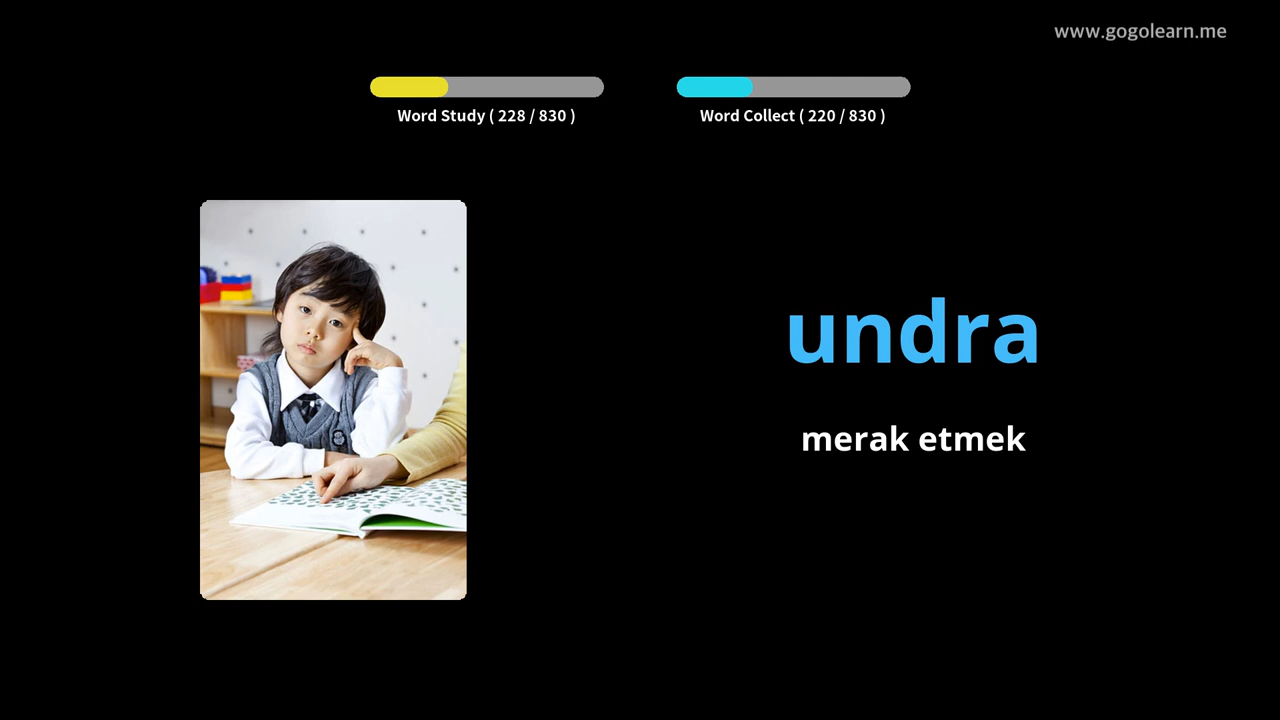 www.gogolearn.me
Word Study ( 228 / 830 )
Word Collect ( 220 / 830 )
undra
merak etmek